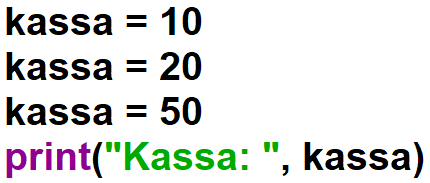 kassa = 10
kassa = 20
kassa = 50
print("Kassa: ", kassa)